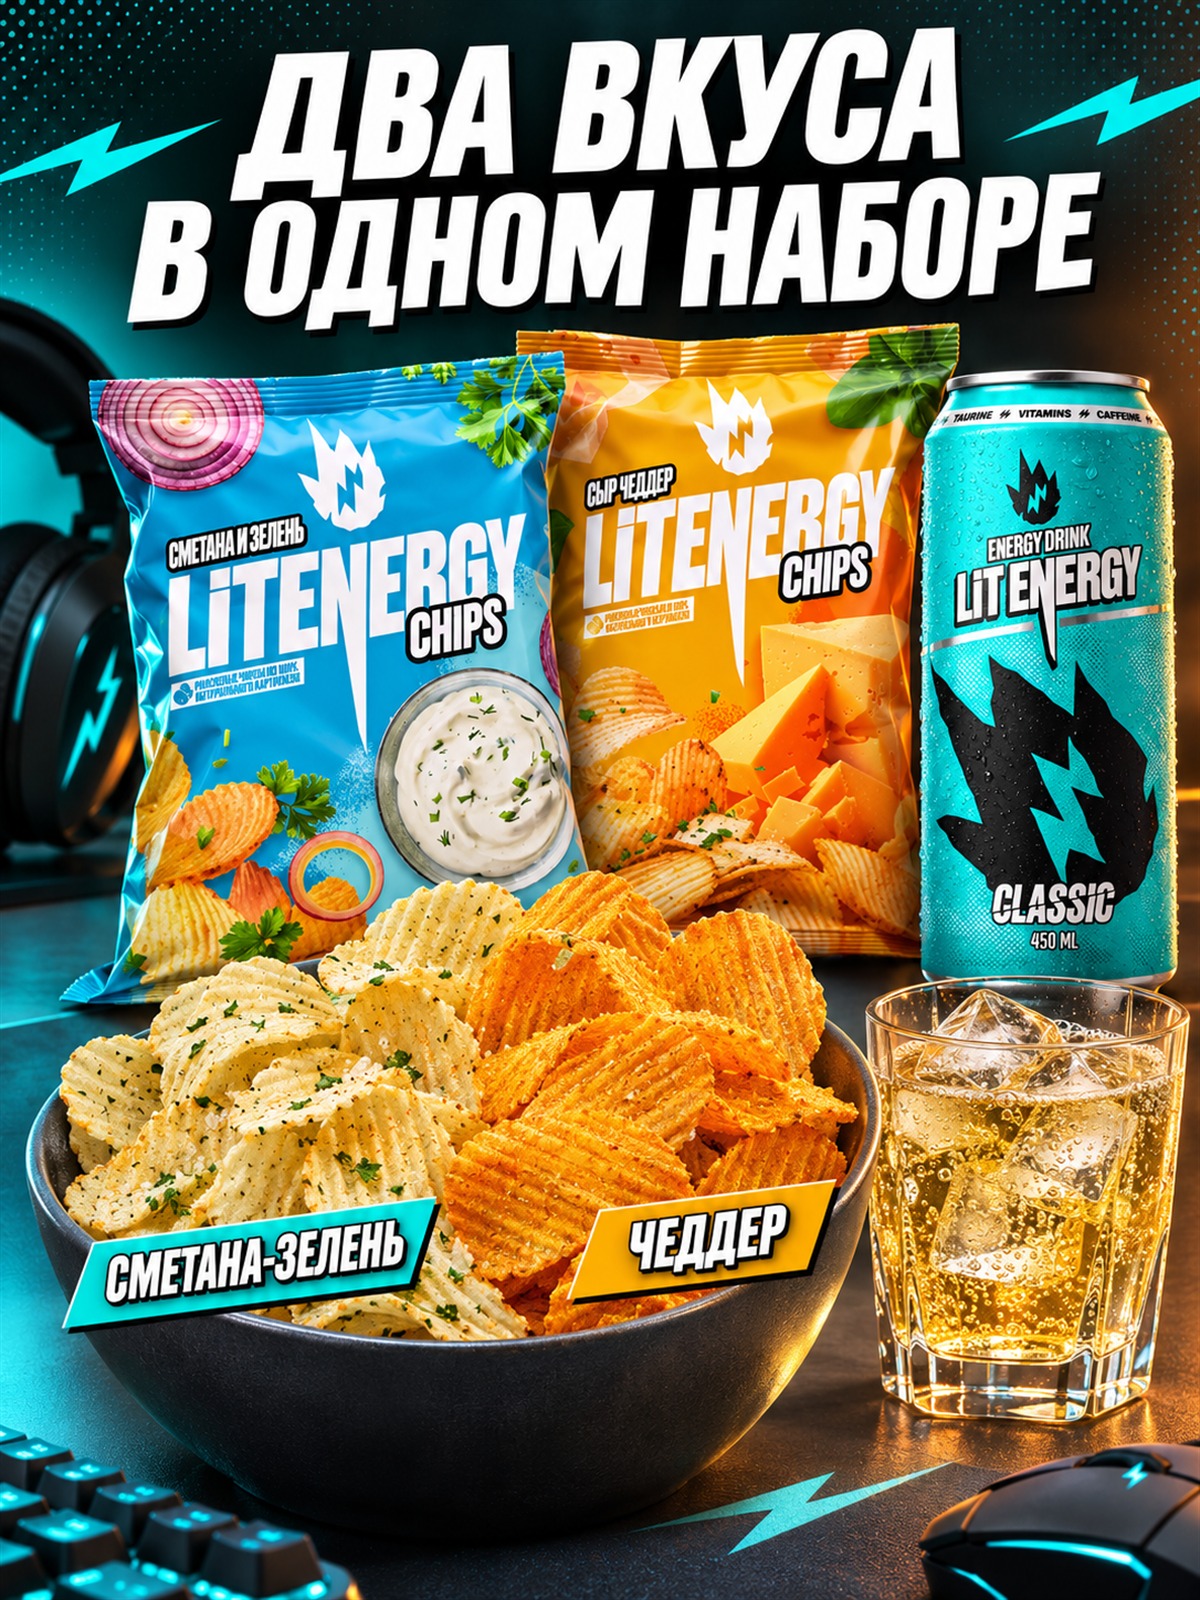 ДВА ВКУСА
В ОДНОМ НАБОРЕ
СМЕТАНА И ЗЕЛЕНЬ
LiTENERGY
CHIPS
СЫР ЧЕДДЕР
LiTENERGY
CHIPS
TAURINE VITAMINS CAFFEINE
ENERGY DRINK
LiT ENERGY
CLASSIC
450 ML
СМЕТАНА-ЗЕЛЕНЬ
ЧЕДДЕР